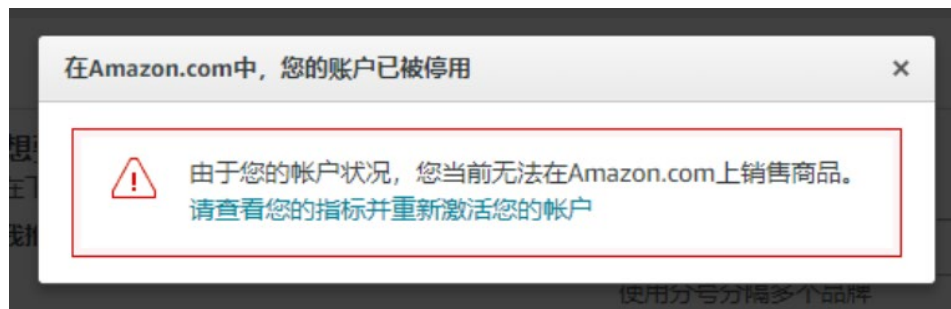 在Amazon.com中，您的账户已被停用
×
由于您的帐户状况，您当前无法在Amazon.com上销售商品。
请查看您的指标并重新激活您的帐户
使用分号分隔多个品牌